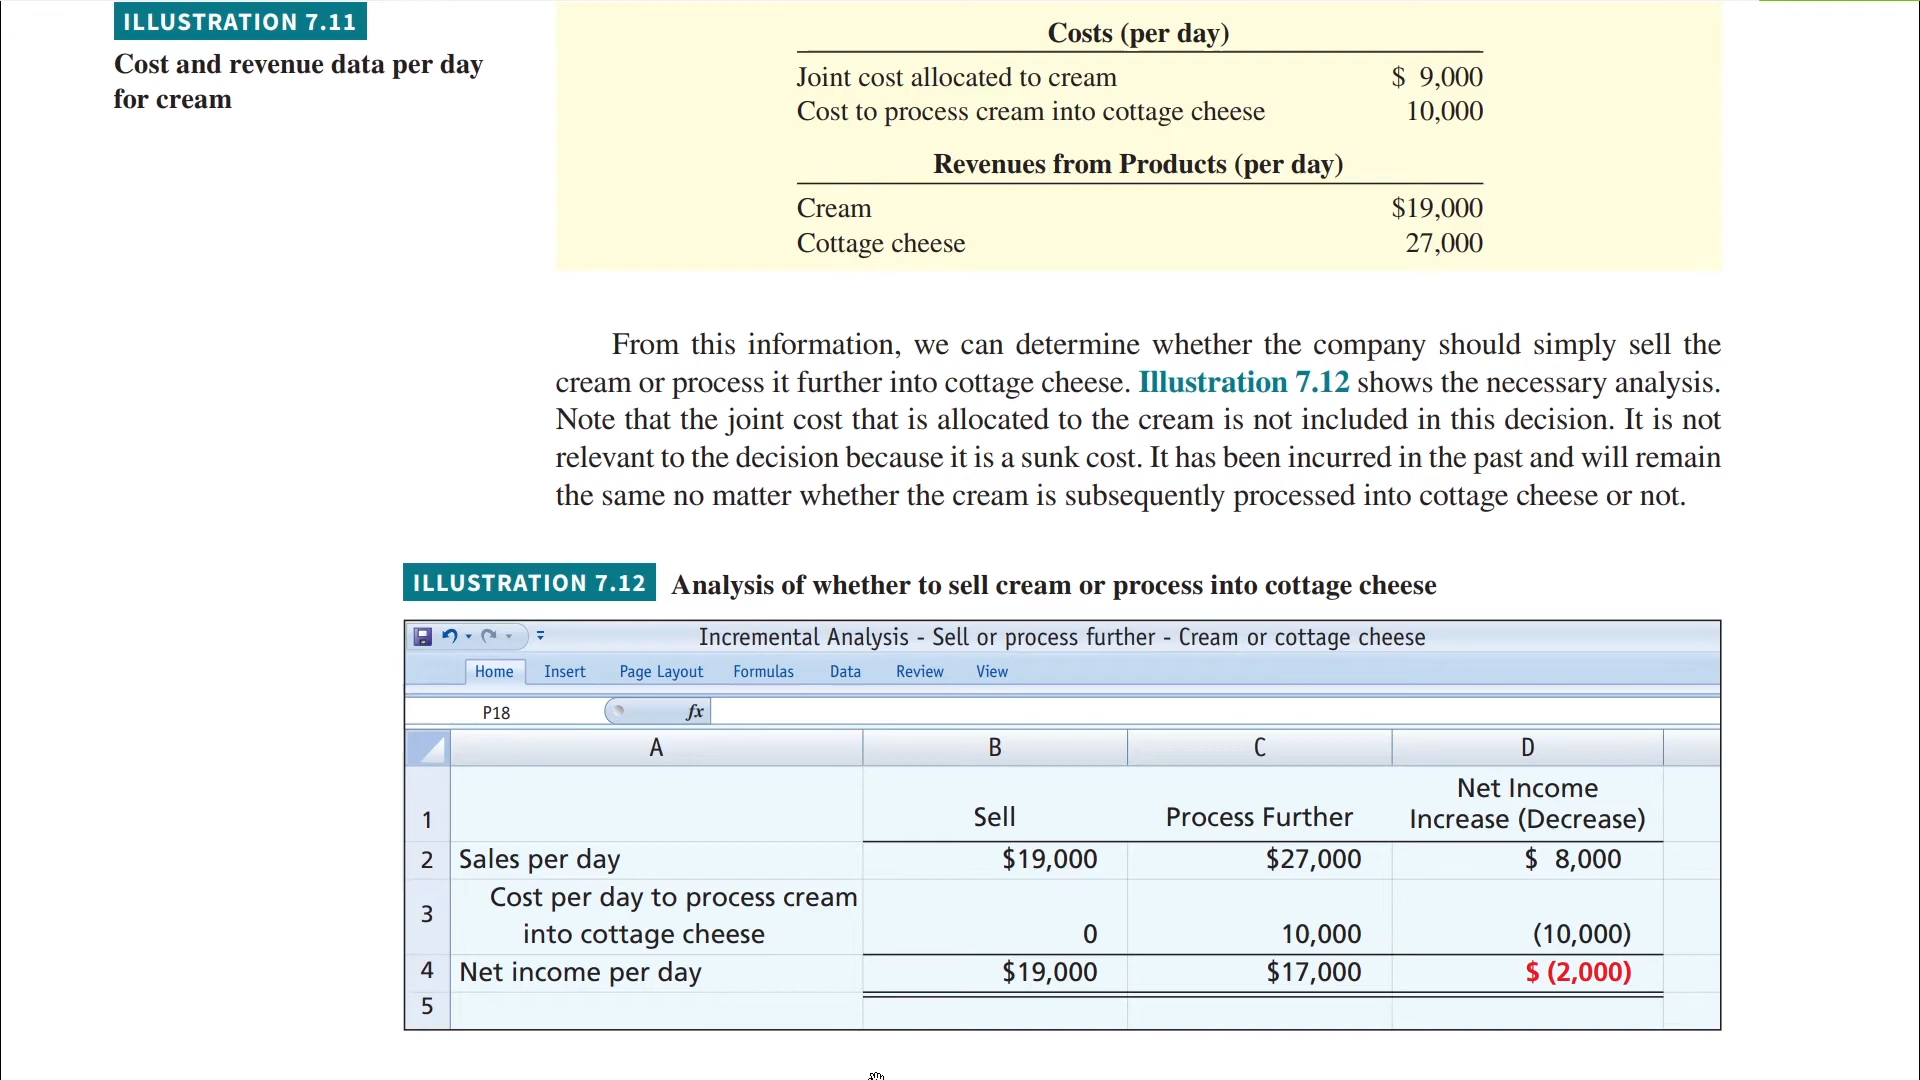 ILLUSTRATION 7.11
Cost and revenue data per day
for cream
Costs (per day)
Joint cost allocated to cream $ 9,000
Cost to process cream into cottage cheese 10,000
Revenues from Products (per day)
Cream $19,000
Cottage cheese 27,000
From this information, we can determine whether the company should simply sell the
cream or process it further into cottage cheese. Illustration 7.12 shows the necessary analysis.
Note that the joint cost that is allocated to the cream is not included in this decision. It is not
relevant to the decision because it is a sunk cost. It has been incurred in the past and will remain
the same no matter whether the cream is subsequently processed into cottage cheese or not.
ILLUSTRATION 7.12 Analysis of whether to sell cream or process into cottage cheese
Incremental Analysis - Sell or process further - Cream or cottage cheese
Home Insert Page Layout Formulas Data Review View
P18 fx
A B C D
Net Income
1 Sell Process Further Increase (Decrease)
2 Sales per day $19,000 $27,000 $ 8,000
Cost per day to process cream
3 into cottage cheese 0 10,000 (10,000)
4 Net income per day $19,000 $17,000 $ (2,000)
5